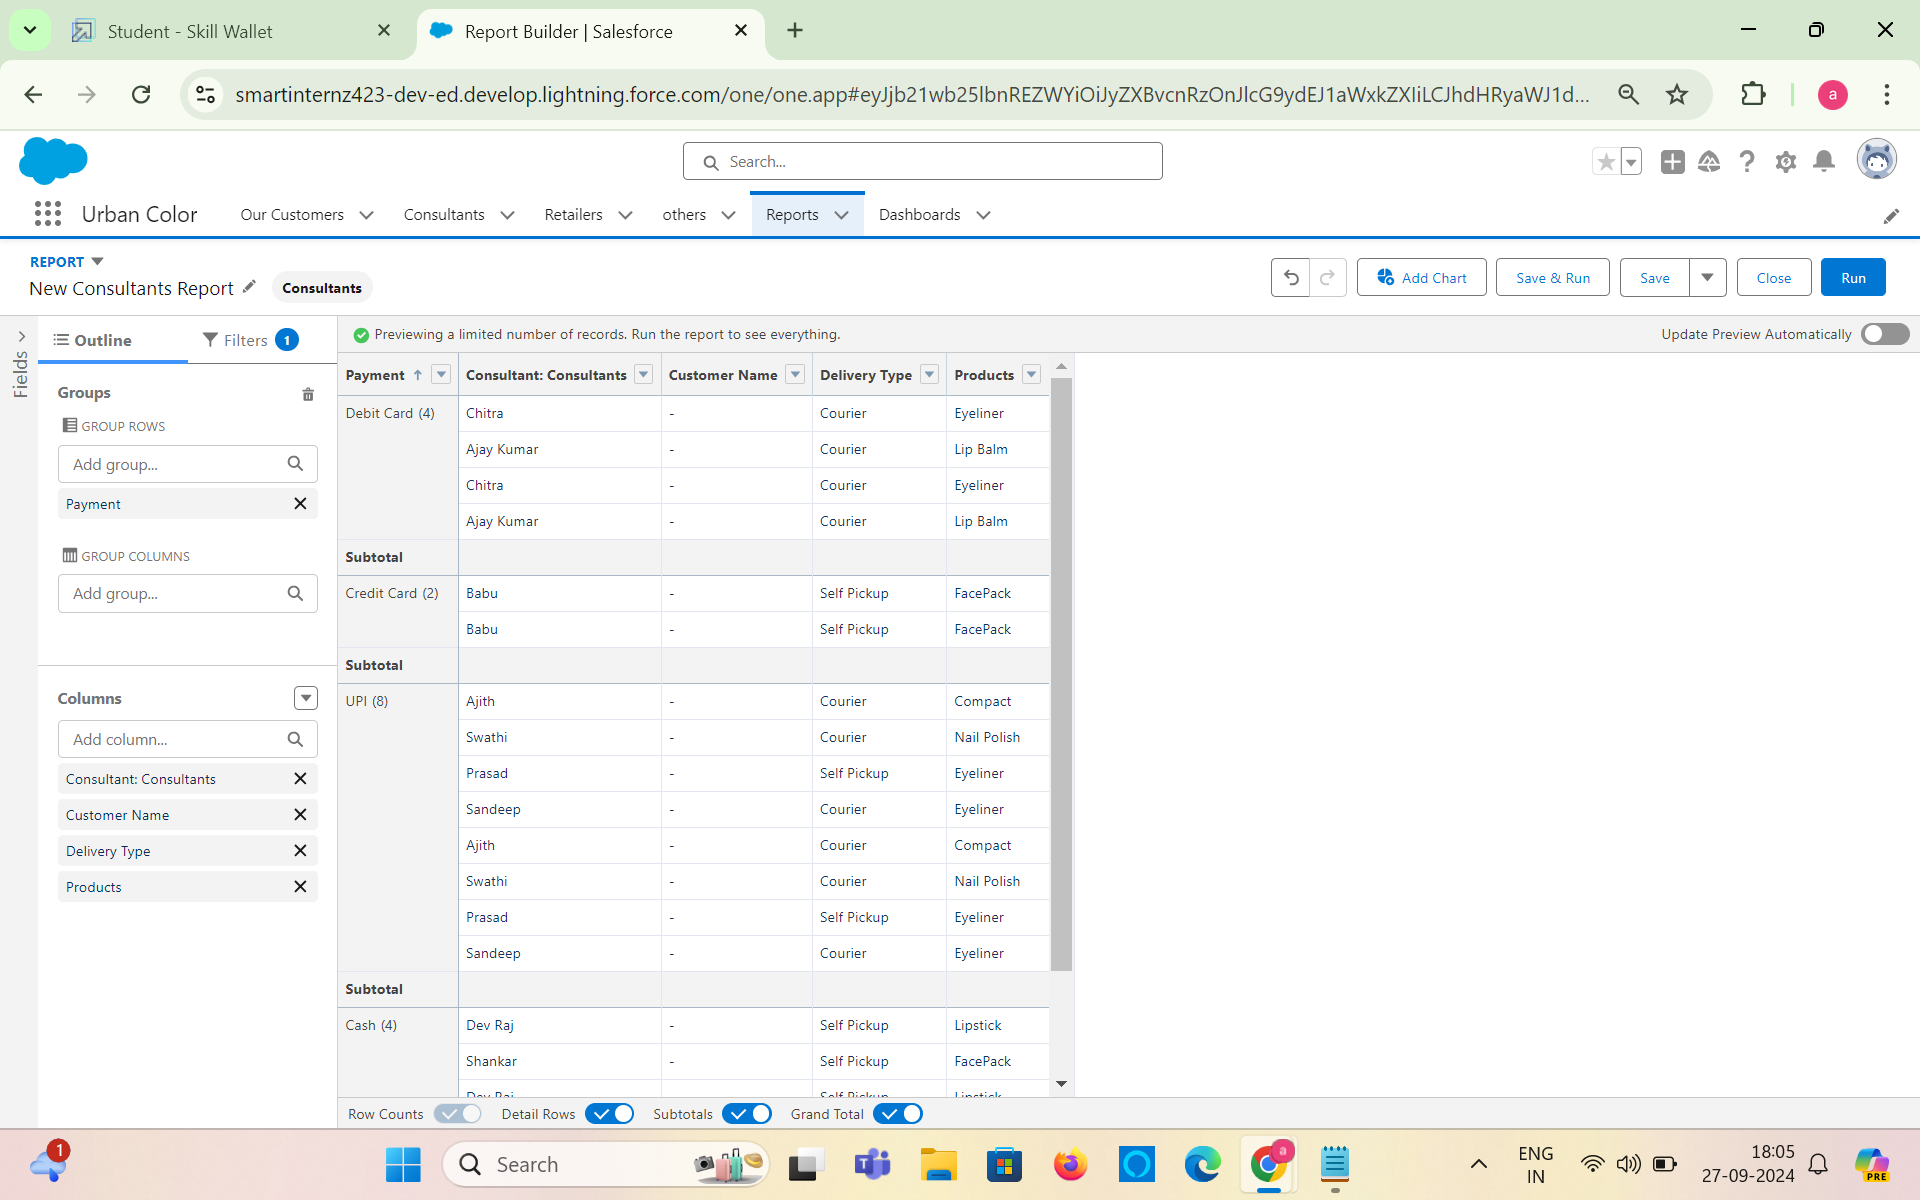 Student - Skill Wallet
Report Builder | Salesforce
smartinternz423-dev-ed.develop.lightning.force.com/one/one.app#eyJjb21wb25lbnREZWYiOiJyZXBvcnRzOnJlcG9ydEJ1aWxkZXIiLCJhdHRyaWJ1d...
a
Search...
Urban Color
Our Customers
Consultants
Retailers
others
Reports
Dashboards
REPORT
New Consultants Report
Consultants
Add Chart
Save & Run
Save
Close
Run
Fields
Outline
Filters 1
Previewing a limited number of records. Run the report to see everything.
Update Preview Automatically
Groups
GROUP ROWS
Add group...
Payment
GROUP COLUMNS
Add group...
Columns
Add column...
Consultant: Consultants
Customer Name
Delivery Type
Products
Payment Consultant: Consultants Customer Name Delivery Type Products
Debit Card (4) Chitra - Courier Eyeliner
Ajay Kumar - Courier Lip Balm
Chitra - Courier Eyeliner
Ajay Kumar - Courier Lip Balm
Subtotal
Credit Card (2) Babu - Self Pickup FacePack
Babu - Self Pickup FacePack
Subtotal
UPI (8) Ajith - Courier Compact
Swathi - Courier Nail Polish
Prasad - Self Pickup Eyeliner
Sandeep - Courier Eyeliner
Ajith - Courier Compact
Swathi - Courier Nail Polish
Prasad - Self Pickup Eyeliner
Sandeep - Courier Eyeliner
Subtotal
Cash (4) Dev Raj - Self Pickup Lipstick
Shankar - Self Pickup FacePack
Dev Raj Self Pickup Lipstick
Row Counts
Detail Rows
Subtotals
Grand Total
1
Search
T
a
ENG
IN
18:05
27-09-2024
PRE